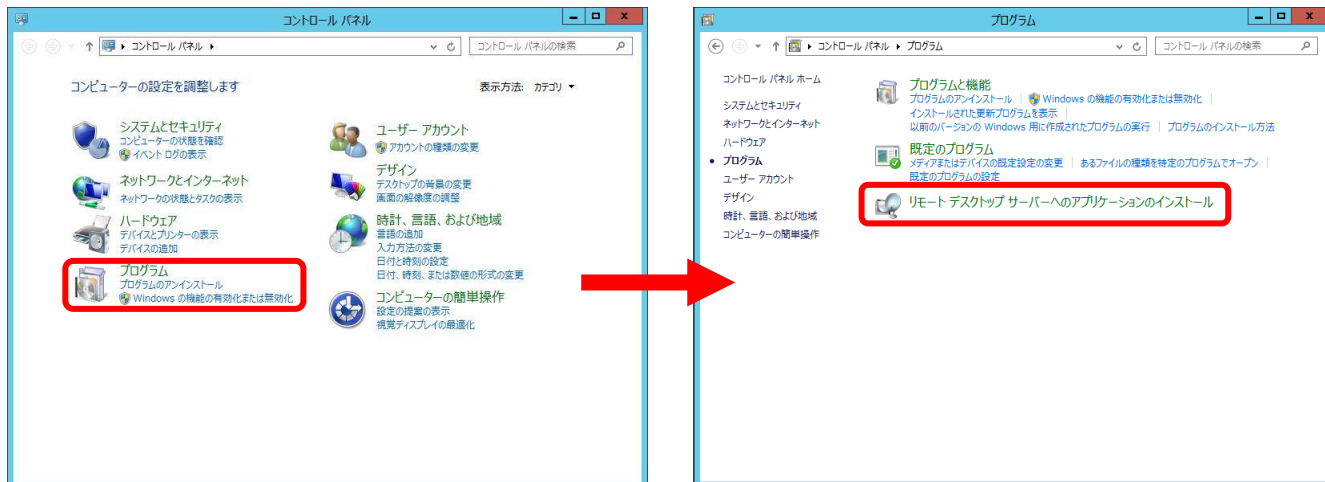 コントロール パネル
コントロール パネル
コントロール パネルの検索
コンピューターの設定を調整します
表示方法: カテゴリ
システムとセキュリティ
コンピューターの状態を確認
イベント ログの表示
ネットワークとインターネット
ネットワークの状態とタスクの表示
ハードウェア
デバイスとプリンターの表示
デバイスの追加
プログラム
プログラムのアンインストール
Windows の機能の有効化または無効化
ユーザー アカウント
アカウントの種類の変更
デザイン
デスクトップの背景の変更
画面の解像度の調整
時計、言語、および地域
言語の追加
入力方法の変更
日付と時刻の設定
日付、時刻、または数値の形式の変更
コンピューターの簡単操作
設定の提案の表示
視覚ディスプレイの最適化
プログラム
コントロール パネル プログラム
コントロール パネルの検索
コントロール パネル ホーム
システムとセキュリティ
ネットワークとインターネット
ハードウェア
プログラム
ユーザー アカウント
デザイン
時計、言語、および地域
コンピューターの簡単操作
プログラムと機能
プログラムのアンインストール Windows の機能の有効化または無効化
インストールされた更新プログラムを表示
以前のバージョンの Windows 用に作成されたプログラムの実行 プログラムのインストール方法
既定のプログラム
メディアまたはデバイスの既定設定の変更 あるファイルの種類を特定のプログラムでオープン
既定のプログラムの設定
リモート デスクトップ サーバーへのアプリケーションのインストール